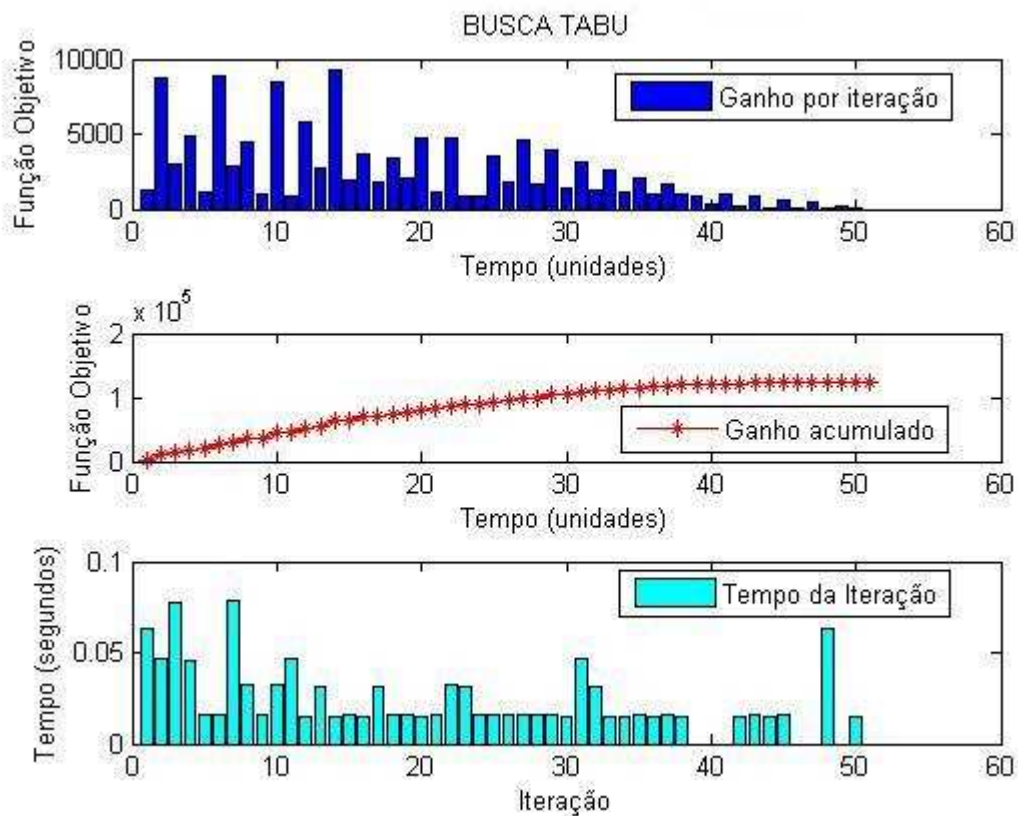 BUSCA TABU
Função Objetivo
10000
5000
0
Ganho por iteração
0 10 20 30 40 50 60
Tempo (unidades)
x 10^5
Função Objetivo
2
1
0
Ganho acumulado
0 10 20 30 40 50 60
Tempo (unidades)
Tempo (segundos)
0.1
0.05
0
Tempo da Iteração
0 10 20 30 40 50 60
Iteração